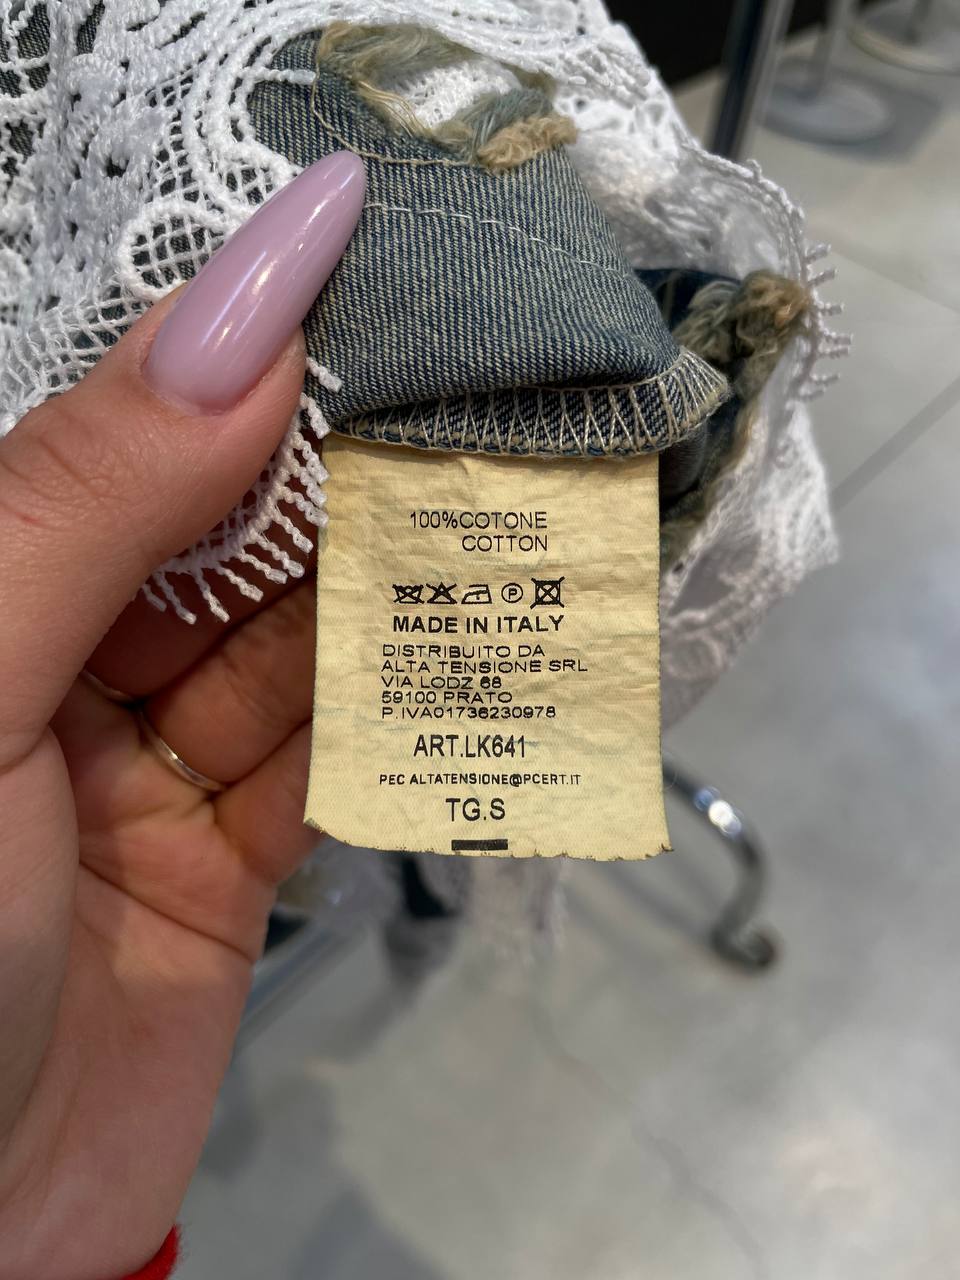 100%COTONE
COTTON
P
MADE IN ITALY
DISTRIBUITO DA
ALTA TENSIONE SRL
VIA LODZ 68
59100 PRATO
P.IVA01736230978
ART.LK641
PEC ALTATENSIONE@PCERT.IT
TG.S